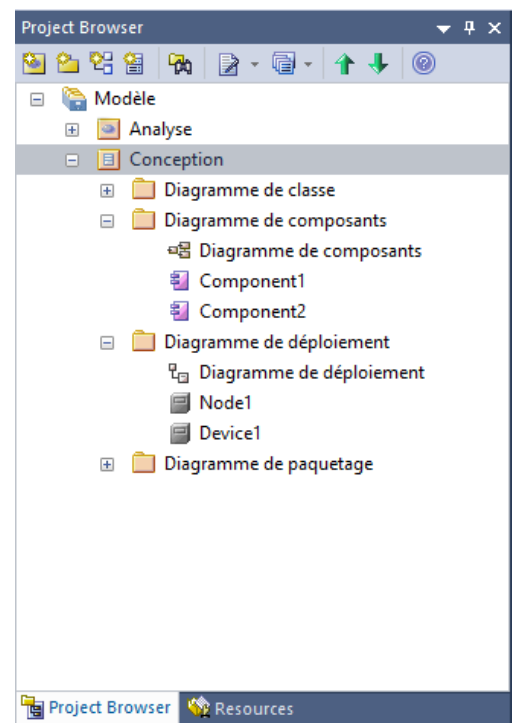 Project Browser
Modèle
Analyse
Conception
Diagramme de classe
Diagramme de composants
Diagramme de composants
Component1
Component2
Diagramme de déploiement
Diagramme de déploiement
Node1
Device1
Diagramme de paquetage
Project Browser Resources